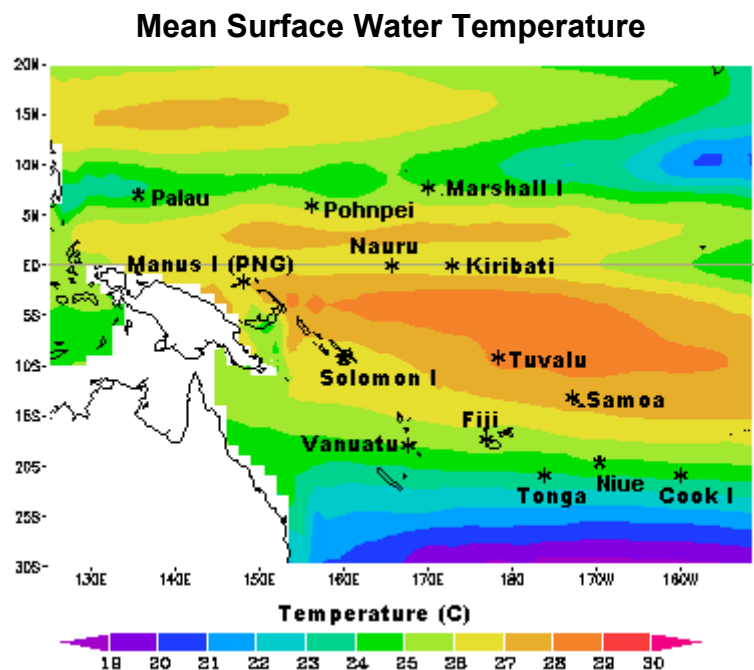 Mean Surface Water Temperature
20N
15N
10N
5N
EQ
5S
10S
15S
20S
25S
30S
Palau
Marshall I
Pohnpei
Nauru
Manus I (PNG)
Kiribati
Tuvalu
Solomon I
Samoa
Fiji
Vanuatu
Tonga
Niue
Cook I
130E 140E 150E 160E 170E 180 170W 160W
Temperature (C)
19 20 21 22 23 24 25 26 27 28 29 30